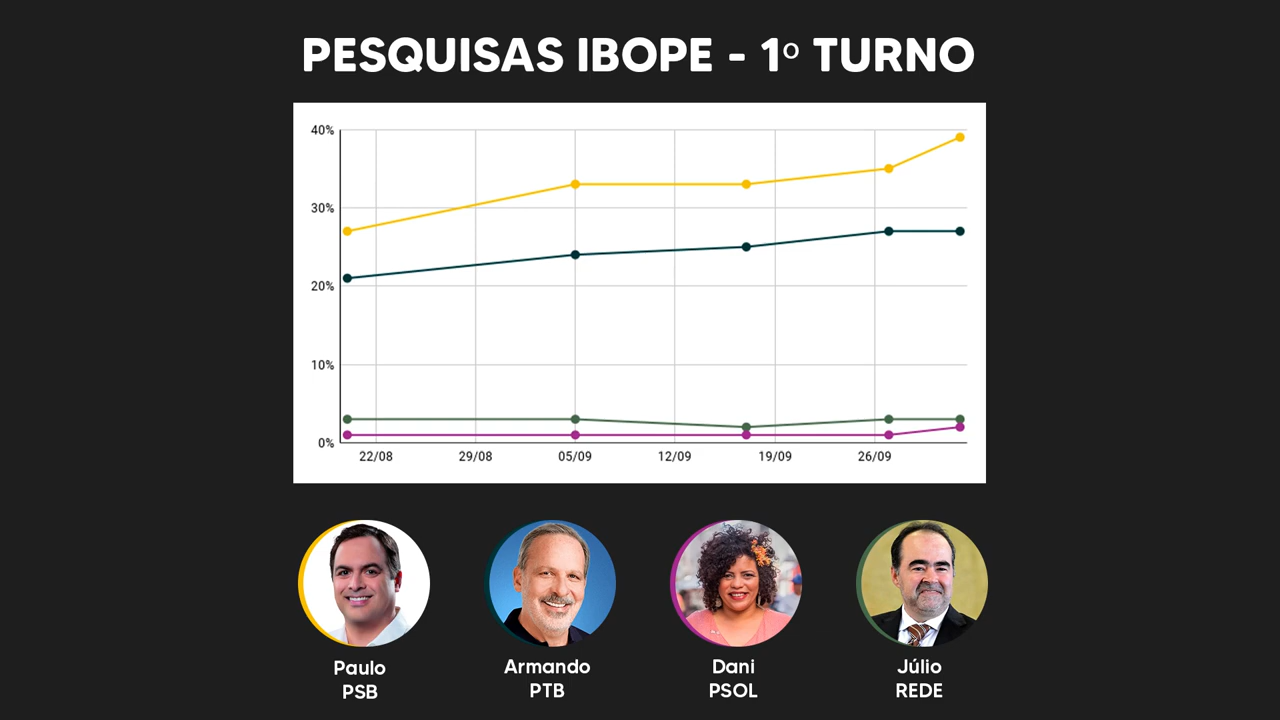 PESQUISAS IBOPE - 1º TURNO
40%
30%
20%
10%
0%
22/08 29/08 05/09 12/09 19/09 26/09
Paulo
PSB
Armando
PTB
Dani
PSOL
Júlio
REDE